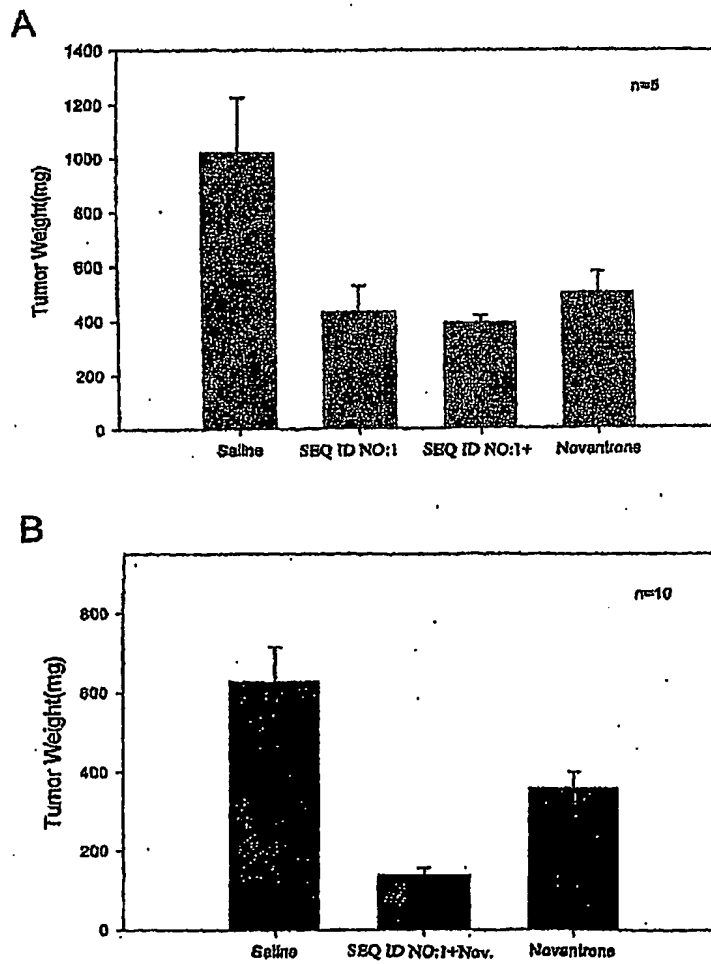 A
1400
n=5
1200
1000
800
600
400
200
0
Tumor Weight(mg)
Saline SEQ ID NO:1 SEQ ID NO:1+ Novantrone
B
n=10
800
600
400
200
0
Tumor Weight(mg)
Saline SEQ ID NO:1+Nov. Novantrone